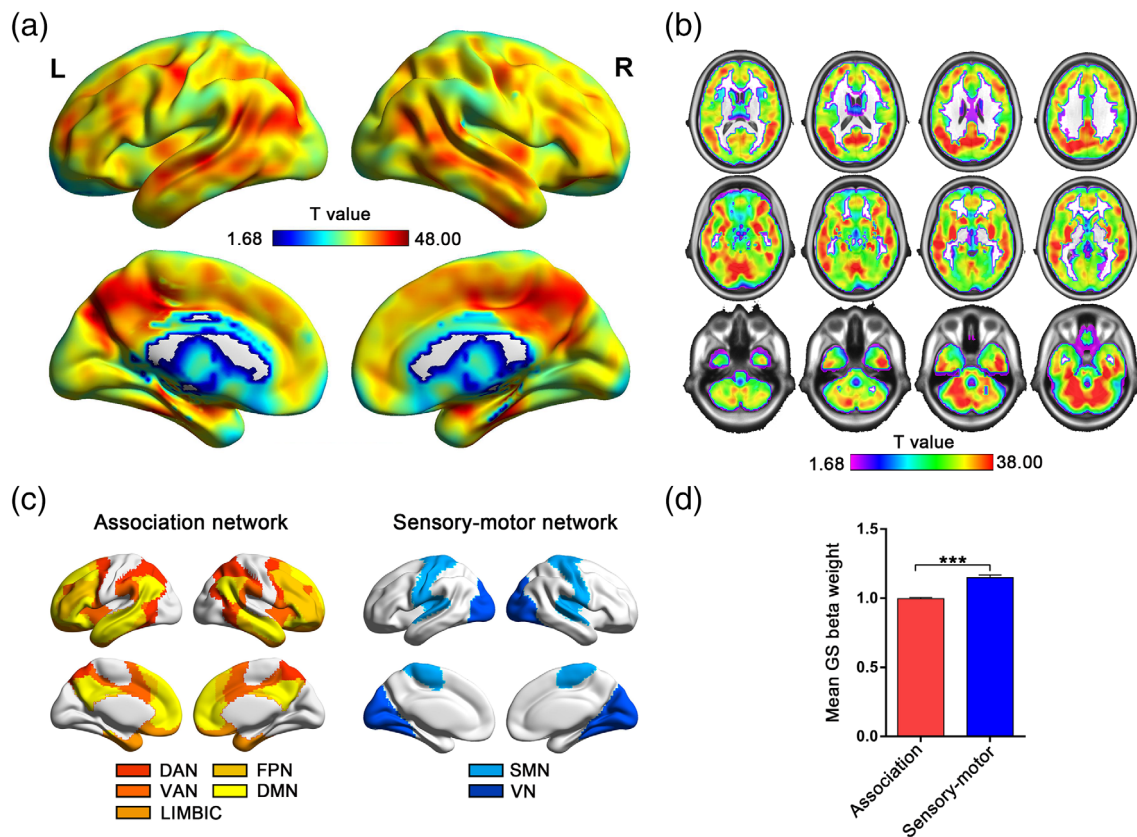 (a)
L
R
T value
1.68
48.00
(b)
T value
1.68
38.00
(c)
Association network
Sensory-motor network
DAN
FPN
VAN
DMN
LIMBIC
SMN
VN
(d)
1.5
1.0
0.5
0.0
Mean GS beta weight
***
Association
Sensory-motor